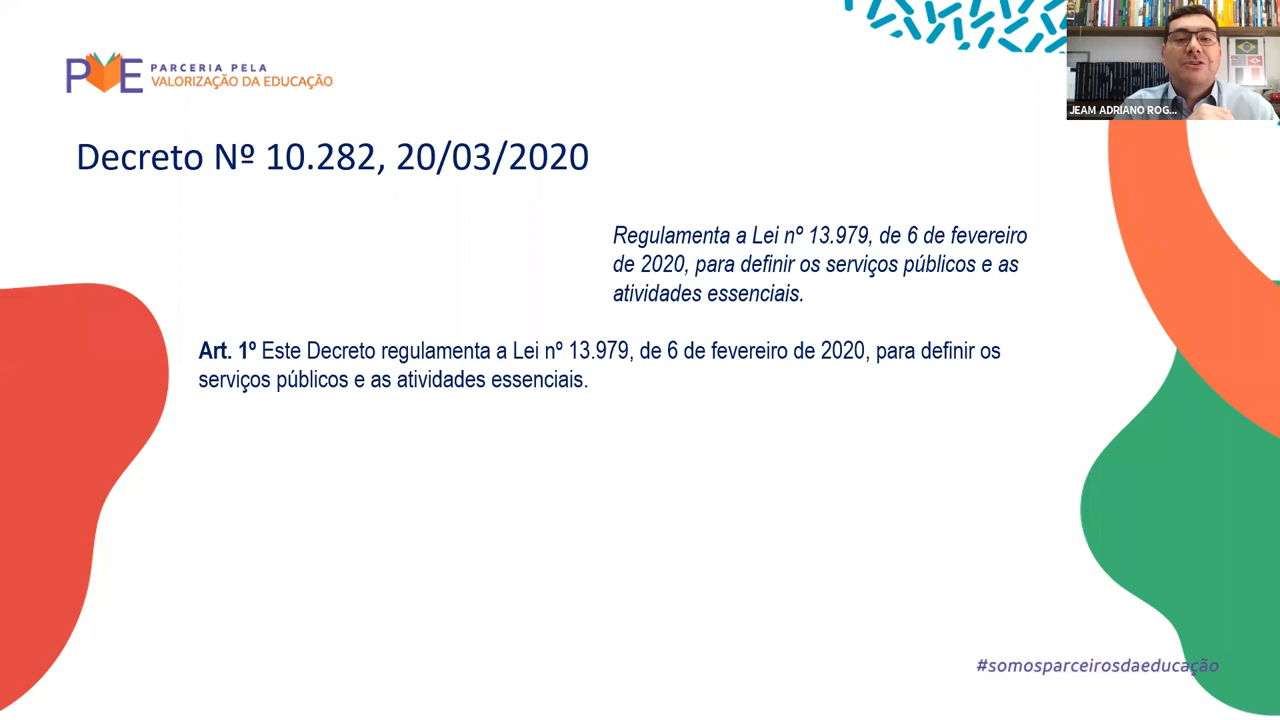 PVE PARCERIA PELA
VALORIZAÇÃO DA EDUCAÇÃO
JEAM ADRIANO ROG...
Decreto Nº 10.282, 20/03/2020
Regulamenta a Lei nº 13.979, de 6 de fevereiro
de 2020, para definir os serviços públicos e as
atividades essenciais.
Art. 1º Este Decreto regulamenta a Lei nº 13.979, de 6 de fevereiro de 2020, para definir os
serviços públicos e as atividades essenciais.
#somosparceirosdaeducação